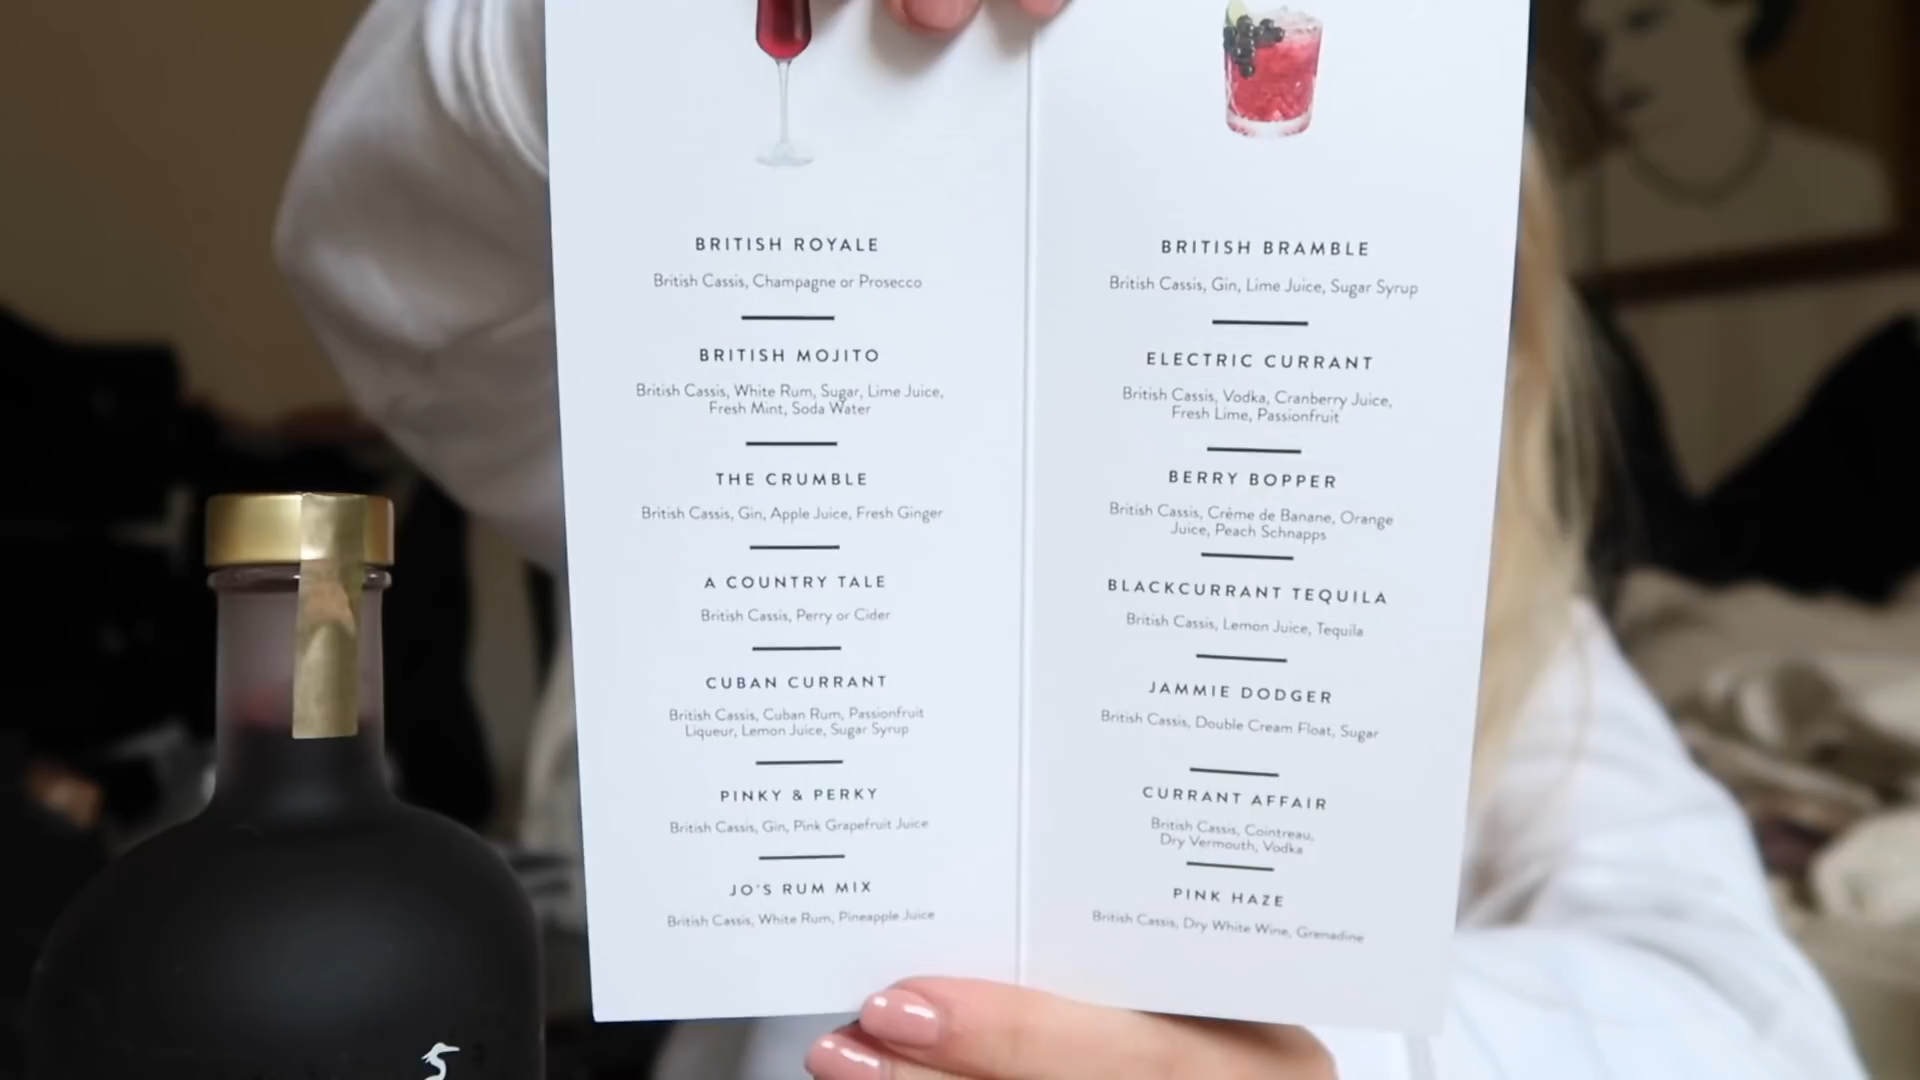 BRITISH ROYALE
British Cassis, Champagne or Prosecco
BRITISH MOJITO
British Cassis, White Rum, Sugar, Lime Juice,
Fresh Mint, Soda Water
THE CRUMBLE
British Cassis, Gin, Apple Juice, Fresh Ginger
A COUNTRY TALE
British Cassis, Perry or Cider
CUBAN CURRANT
British Cassis, Cuban Rum, Passionfruit
Liqueur, Lemon Juice, Sugar Syrup
PINKY & PERKY
British Cassis, Gin, Pink Grapefruit Juice
JO'S RUM MIX
British Cassis, White Rum, Pineapple Juice
BRITISH BRAMBLE
British Cassis, Gin, Lime Juice, Sugar Syrup
ELECTRIC CURRANT
British Cassis, Vodka, Cranberry Juice,
Fresh Lime, Passionfruit
BERRY BOPPER
British Cassis, Crème de Banane, Orange
Juice, Peach Schnapps
BLACKCURRANT TEQUILA
British Cassis, Lemon Juice, Tequila
JAMMIE DODGER
British Cassis, Double Cream Float, Sugar
CURRANT AFFAIR
British Cassis, Cointreau,
Dry Vermouth, Vodka
PINK HAZE
British Cassis, Dry White Wine, Grenadine